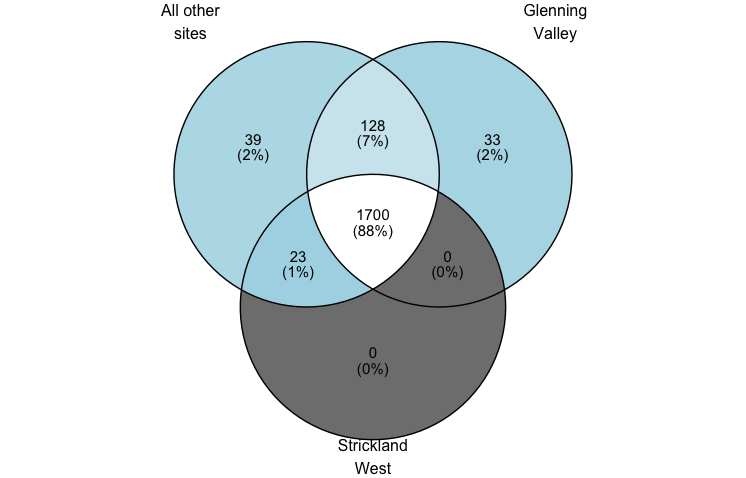 All other
sites
Glenning
Valley
128
(7%)
39
(2%)
33
(2%)
1700
(88%)
23
(1%)
0
(0%)
0
(0%)
Strickland
West